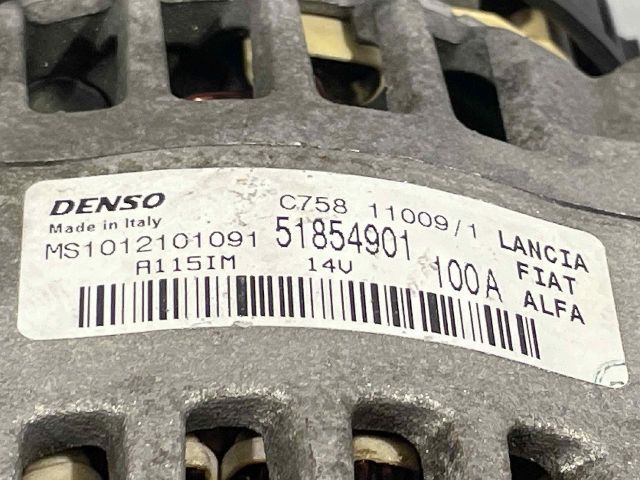 DENSO C758 11009/1
Made in Italy
MS1012101091 51854901 100A LANCIA
A115IM 14V FIAT
ALFA